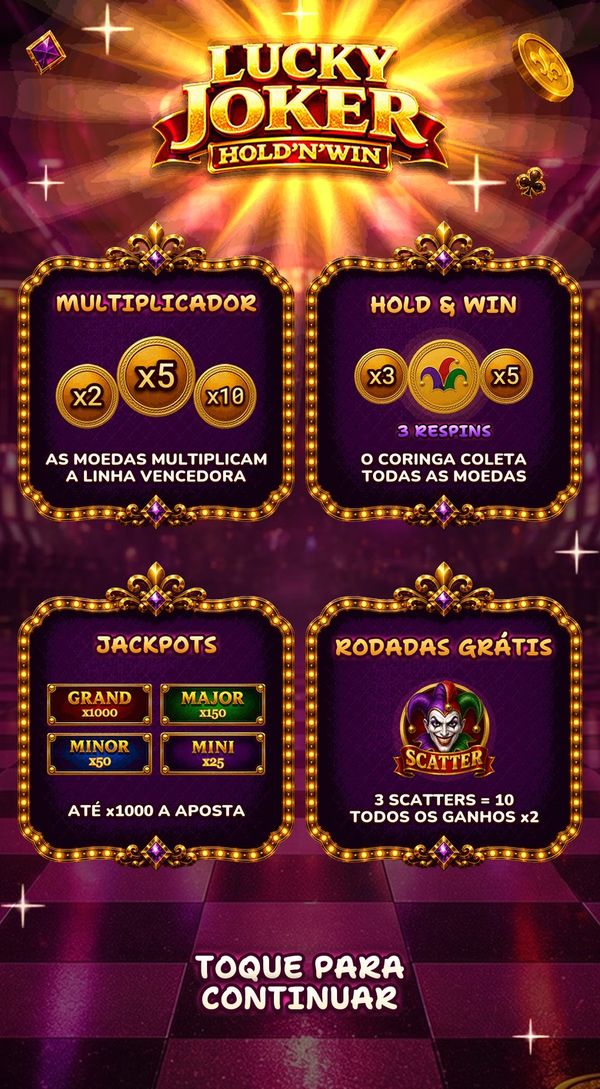 LUCKY
JOKER
HOLD'N'WIN
MULTIPLICADOR
x2
x5
x10
AS MOEDAS MULTIPLICAM
A LINHA VENCEDORA
HOLD & WIN
x3
x5
3 RESPINS
O CORINGA COLETA
TODAS AS MOEDAS
JACKPOTS
GRAND
x1000
MAJOR
x150
MINOR
x50
MINI
x25
ATÉ x1000 A APOSTA
RODADAS GRÁTIS
SCATTER
3 SCATTERS = 10
TODOS OS GANHOS x2
TOQUE PARA
CONTINUAR